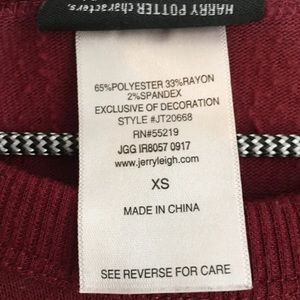 HARRY POTTER characters,
65%POLYESTER 33%RAYON
2%SPANDEX
EXCLUSIVE OF DECORATION
STYLE #JT20668
RN#55219
JGG IR8057 0917
www.jerryleigh.com
XS
MADE IN CHINA
SEE REVERSE FOR CARE